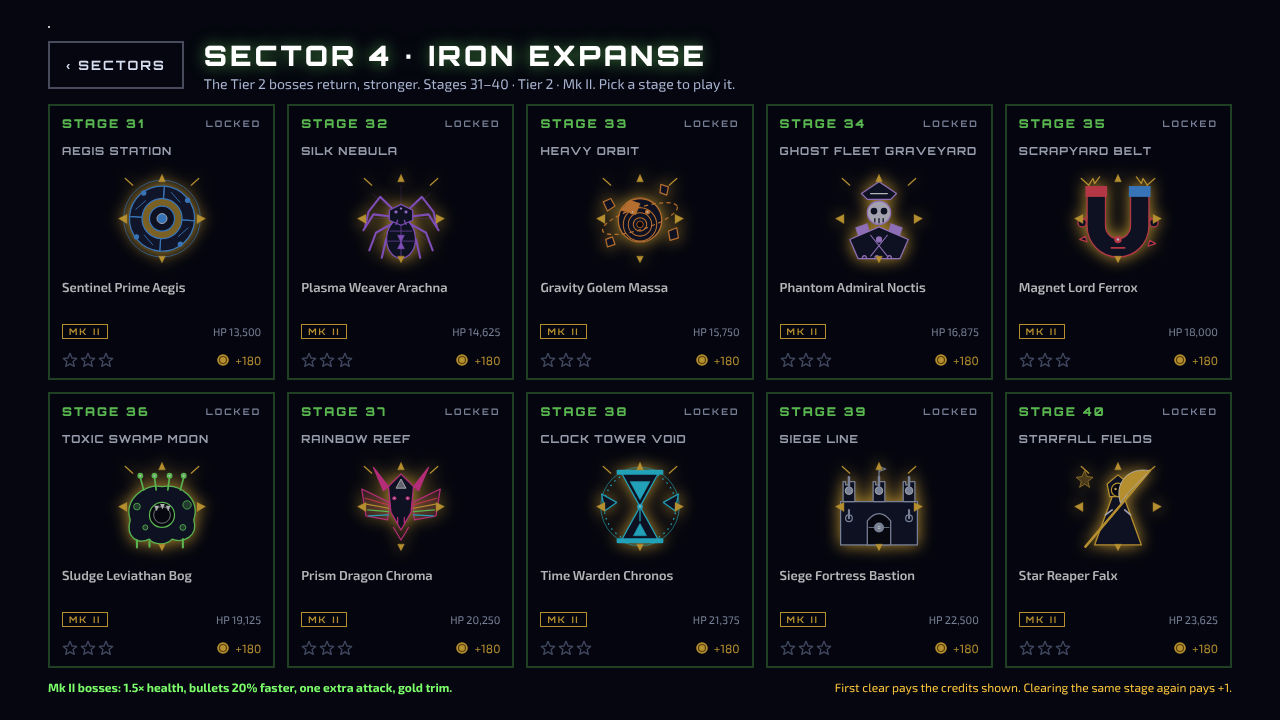 ‹ SECTORS
SECTOR 4 · IRON EXPANSE
The Tier 2 bosses return, stronger. Stages 31–40 · Tier 2 · Mk II. Pick a stage to play it.
STAGE 31 LOCKED
AEGIS STATION
Sentinel Prime Aegis
MK II HP 13,500
+180
STAGE 32 LOCKED
SILK NEBULA
Plasma Weaver Arachna
MK II HP 14,625
+180
STAGE 33 LOCKED
HEAVY ORBIT
Gravity Golem Massa
MK II HP 15,750
+180
STAGE 34 LOCKED
GHOST FLEET GRAVEYARD
Phantom Admiral Noctis
MK II HP 16,875
+180
STAGE 35 LOCKED
SCRAPYARD BELT
Magnet Lord Ferrox
MK II HP 18,000
+180
STAGE 36 LOCKED
TOXIC SWAMP MOON
Sludge Leviathan Bog
MK II HP 19,125
+180
STAGE 37 LOCKED
RAINBOW REEF
Prism Dragon Chroma
MK II HP 20,250
+180
STAGE 38 LOCKED
CLOCK TOWER VOID
Time Warden Chronos
MK II HP 21,375
+180
STAGE 39 LOCKED
SIEGE LINE
Siege Fortress Bastion
MK II HP 22,500
+180
STAGE 40 LOCKED
STARFALL FIELDS
Star Reaper Falx
MK II HP 23,625
+180
Mk II bosses: 1.5× health, bullets 20% faster, one extra attack, gold trim.
First clear pays the credits shown. Clearing the same stage again pays +1.